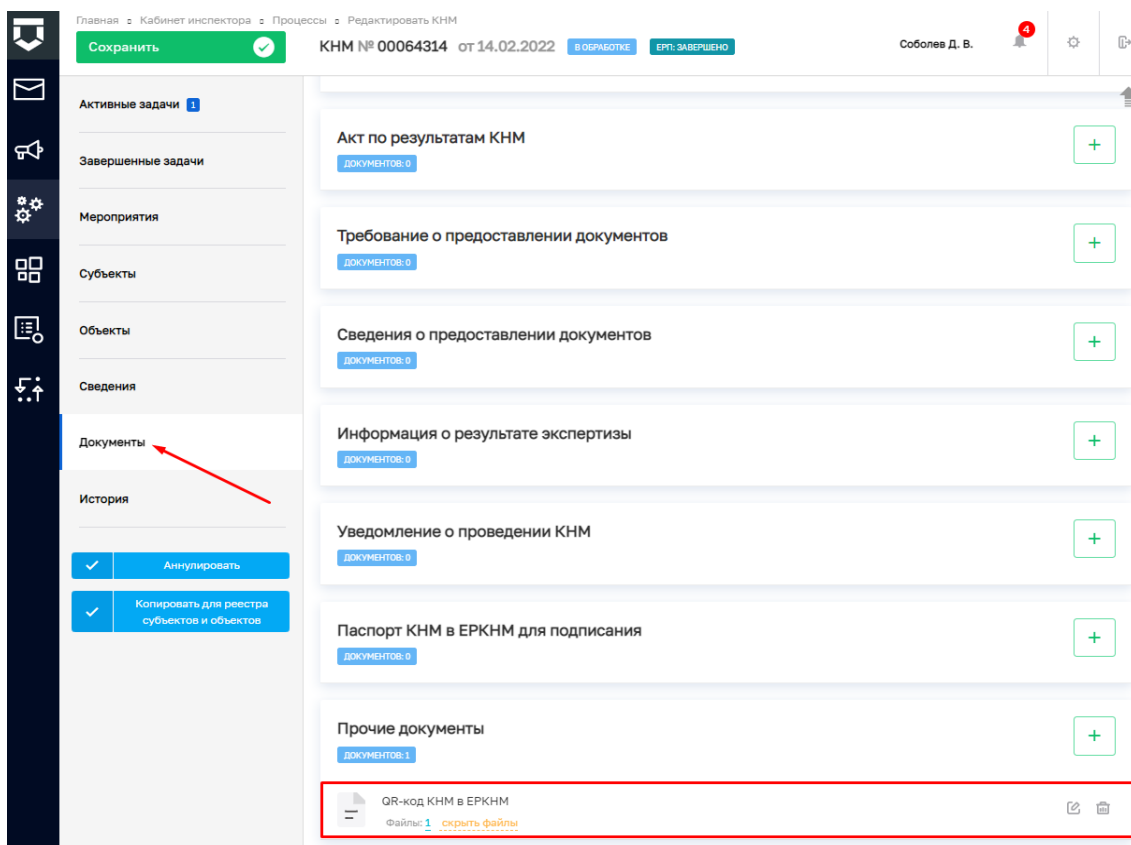 Главная Кабинет инспектора Процессы Редактировать КНМ
Сохранить
КНМ № 00064314 от 14.02.2022 В ОБРАБОТКЕ ЕРП: ЗАВЕРШЕНО
Соболев Д. В.
4
Активные задачи 1
Завершенные задачи
Мероприятия
Субъекты
Объекты
Сведения
Документы
История
Аннулировать
Копировать для реестра
субъектов и объектов
Акт по результатам КНМ
ДОКУМЕНТОВ: 0
Требование о предоставлении документов
ДОКУМЕНТОВ: 0
Сведения о предоставлении документов
ДОКУМЕНТОВ: 0
Информация о результате экспертизы
ДОКУМЕНТОВ: 0
Уведомление о проведении КНМ
ДОКУМЕНТОВ: 0
Паспорт КНМ в ЕРКНМ для подписания
ДОКУМЕНТОВ: 0
Прочие документы
ДОКУМЕНТОВ: 1
QR-код КНМ в ЕРКНМ
Файлы: 1 скрыть файлы